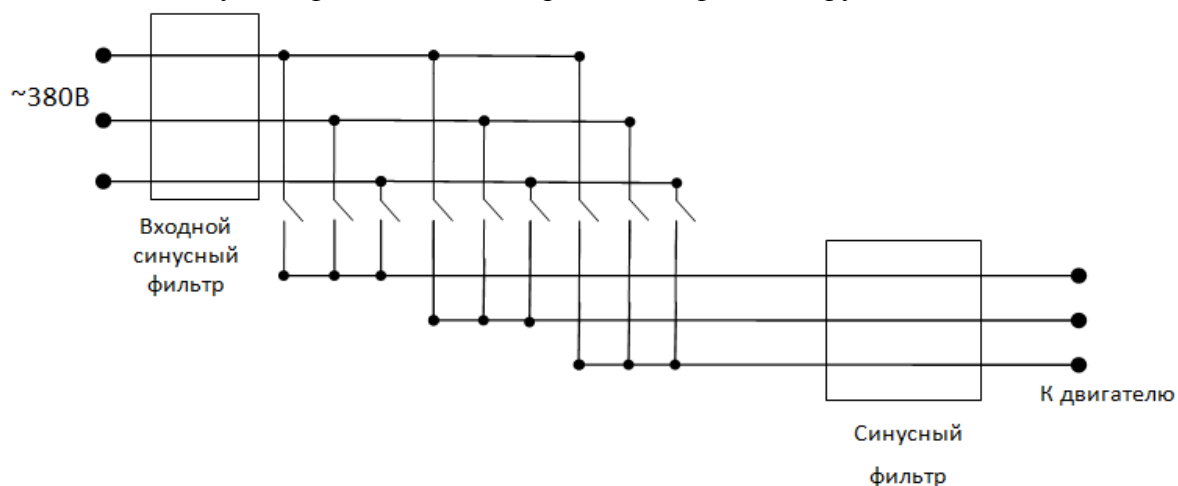 ~380В
Входной
синусный
фильтр
К двигателю
Синусный
фильтр